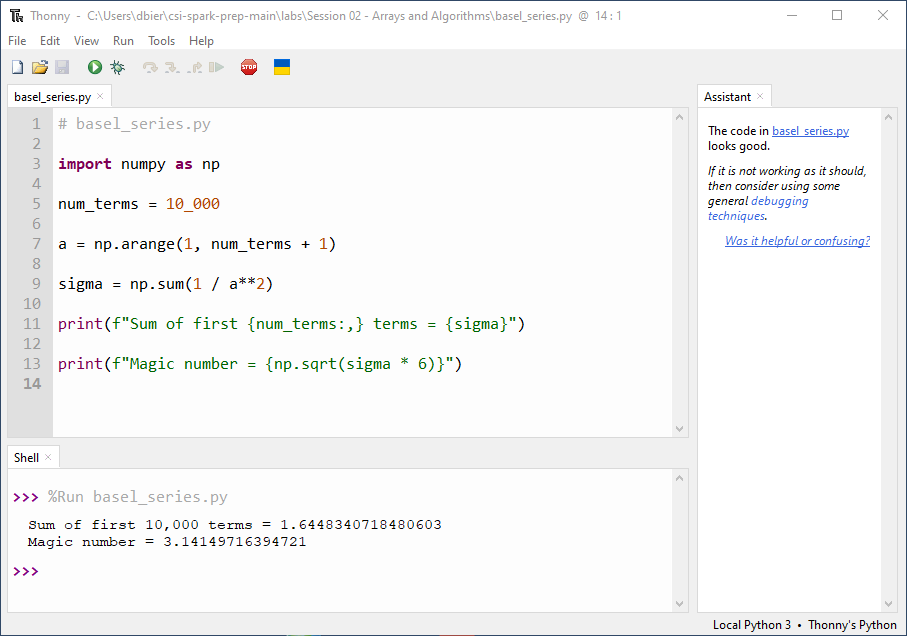 Thonny - C:\Users\dbier\csi-spark-prep-main\labs\Session 02 - Arrays and Algorithms\basel_series.py @ 14 : 1
File Edit View Run Tools Help
STOP
basel_series.py ×
1 # basel_series.py
2
3 import numpy as np
4
5 num_terms = 10_000
6
7 a = np.arange(1, num_terms + 1)
8
9 sigma = np.sum(1 / a**2)
10
11 print(f"Sum of first {num_terms:,} terms = {sigma}")
12
13 print(f"Magic number = {np.sqrt(sigma * 6)}")
14
Assistant ×
The code in basel_series.py
looks good.
If it is not working as it should,
then consider using some
general debugging
techniques.
Was it helpful or confusing?
Shell ×
>>> %Run basel_series.py
Sum of first 10,000 terms = 1.6448340718480603
Magic number = 3.14149716394721
>>>
Local Python 3 • Thonny's Python